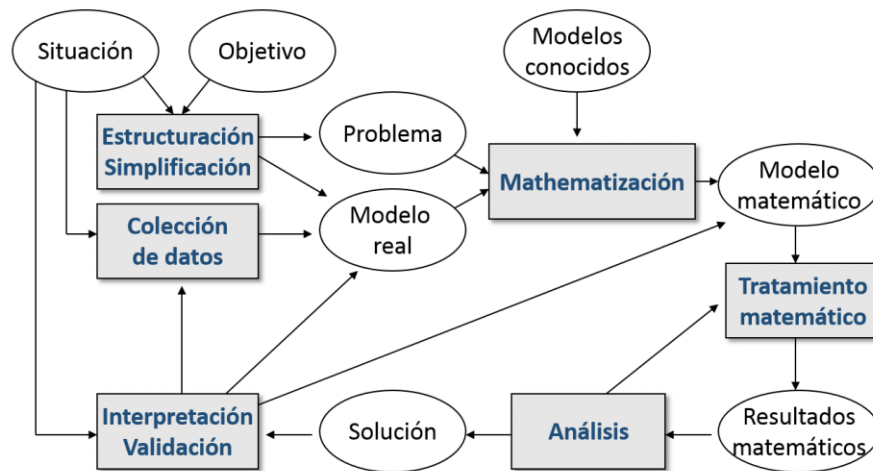 Situación
Objetivo
Modelos
conocidos
Estructuración
Simplificación
Problema
Mathematización
Modelo
matemático
Colección
de datos
Modelo
real
Tratamiento
matemático
Interpretación
Validación
Solución
Análisis
Resultados
matemáticos